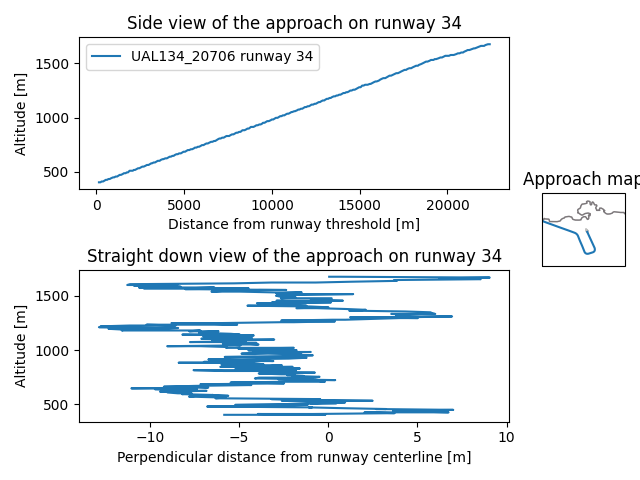 Side view of the approach on runway 34
UAL134_20706 runway 34
1500
1000
500
Altitude [m]
0 5000 10000 15000 20000
Distance from runway threshold [m]
Approach map
Straight down view of the approach on runway 34
1500
1000
500
Altitude [m]
−10 −5 0 5 10
Perpendicular distance from runway centerline [m]